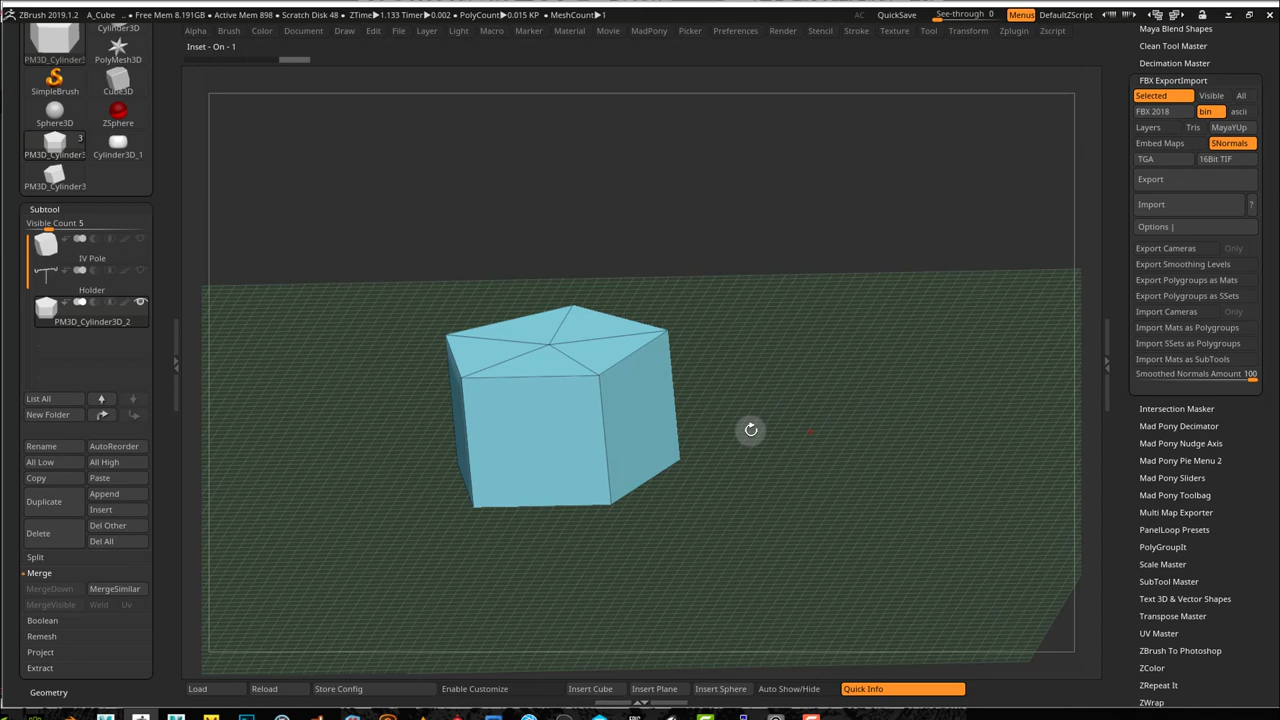 ZBrush 2019.1.2 A_Cube .. • Free Mem 8.191GB • Active Mem 898 • Scratch Disk 48 • ZTime▶1.133 Timer▶0.002 • PolyCount▶0.015 KP • MeshCount▶1 AC QuickSave See-through 0 Menus DefaultZScript
Alpha Brush Color Document Draw Edit File Layer Light Macro Marker Material Movie MadPony Picker Preferences Render Stencil Stroke Texture Tool Transform Zplugin Zscript
Inset - On - 1
Cylinder3D
PM3D_Cylinder3 PolyMesh3D
SimpleBrush Cube3D
Sphere3D ZSphere
3
PM3D_Cylinder3 Cylinder3D_1
PM3D_Cylinder3
Subtool
Visible Count 5
IV Pole
Holder
PM3D_Cylinder3D_2
List All
New Folder
Rename AutoReorder
All Low All High
Copy Paste
Duplicate Append
Insert
Delete Del Other
Del All
Split
Merge
MergeDown MergeSimilar
MergeVisible Weld Uv
Boolean
Remesh
Project
Extract
Geometry
Load Reload Store Config Enable Customize Insert Cube Insert Plane Insert Sphere Auto Show/Hide Quick Info
Maya Blend Shapes
Clean Tool Master
Decimation Master
FBX ExportImport
Selected Visible All
FBX 2018 bin ascii
Layers Tris MayaYUp
Embed Maps SNormals
TGA 16Bit TIF
Export
Import ?
Options |
Export Cameras Only
Export Smoothing Levels
Export Polygroups as Mats
Export Polygroups as SSets
Import Cameras Only
Import Mats as Polygroups
Import SSets as Polygroups
Import Mats as SubTools
Smoothed Normals Amount 100
Intersection Masker
Mad Pony Decimator
Mad Pony Nudge Axis
Mad Pony Pie Menu 2
Mad Pony Sliders
Mad Pony Toolbag
Multi Map Exporter
PanelLoop Presets
PolyGroupIt
Scale Master
SubTool Master
Text 3D & Vector Shapes
Transpose Master
UV Master
ZBrush To Photoshop
ZColor
ZRepeat It
ZWrap